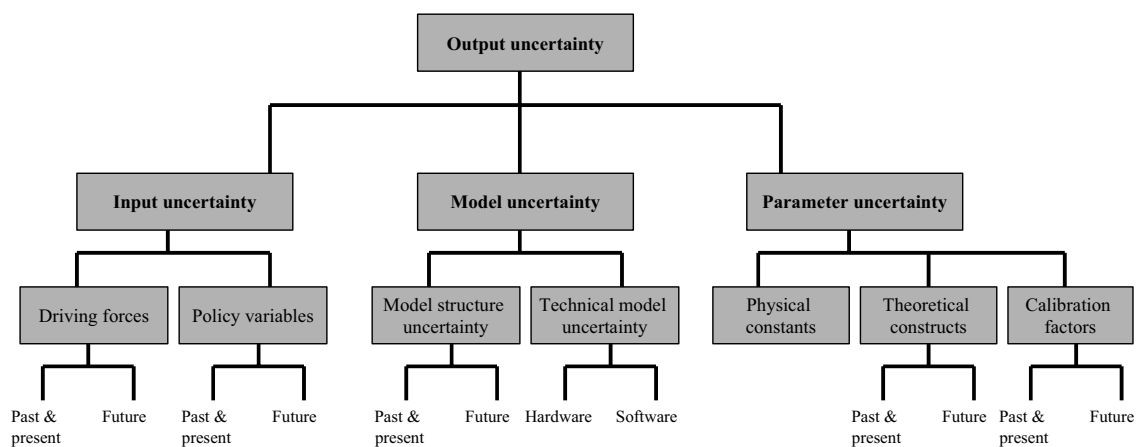 Output uncertainty
Input uncertainty
Model uncertainty
Parameter uncertainty
Driving forces
Policy variables
Model structure
uncertainty
Technical model
uncertainty
Physical
constants
Theoretical
constructs
Calibration
factors
Past &
present
Future
Past &
present
Future
Past &
present
Future
Hardware
Software
Past &
present
Future
Past &
present
Future